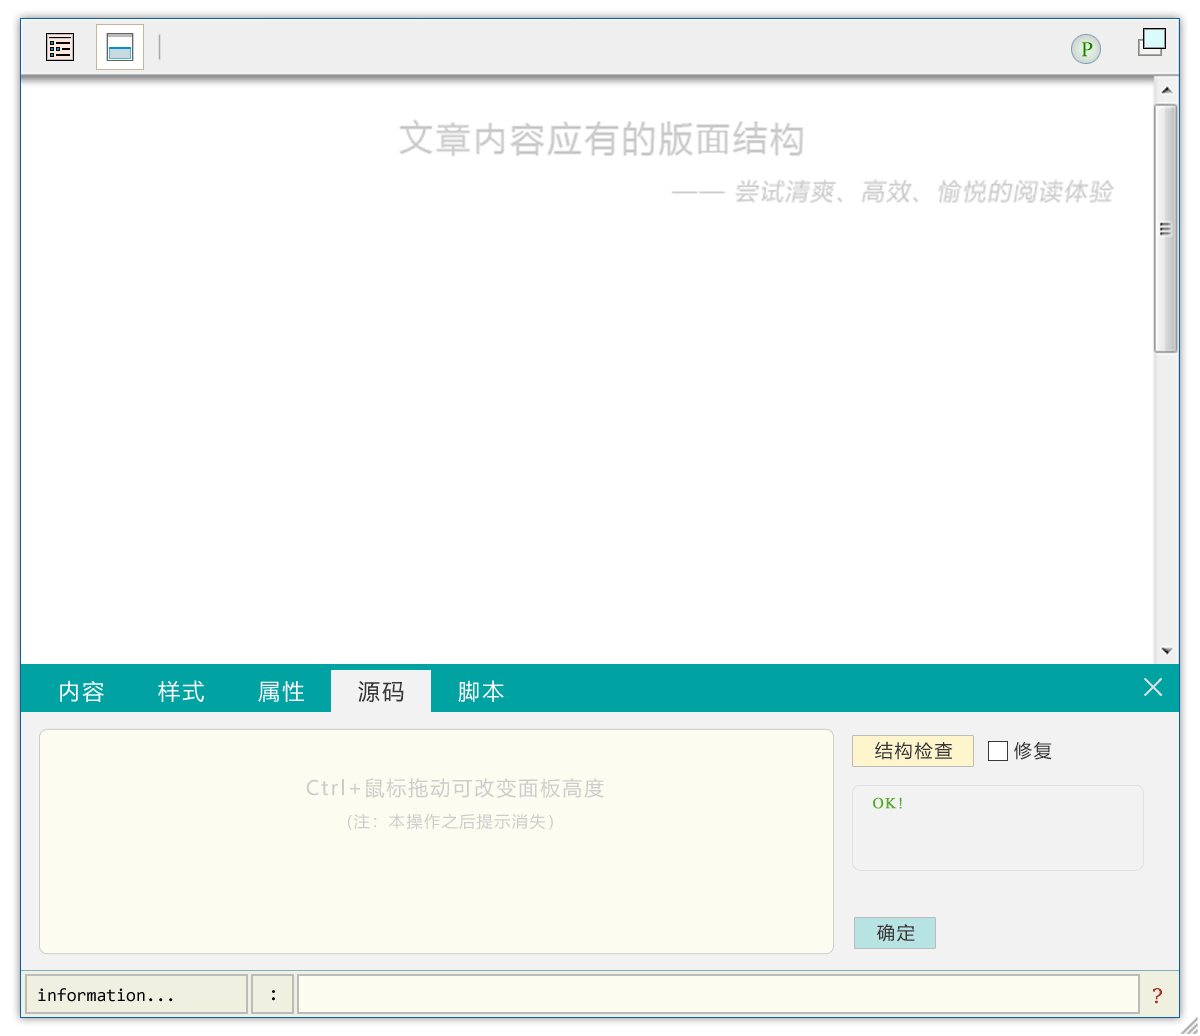 P
文章内容应有的版面结构
—— 尝试清爽、高效、愉悦的阅读体验
内容 样式 属性 源码 脚本
Ctrl+鼠标拖动可改变面板高度
(注：本操作之后提示消失)
结构检查 修复
OK!
确定
information... : ?